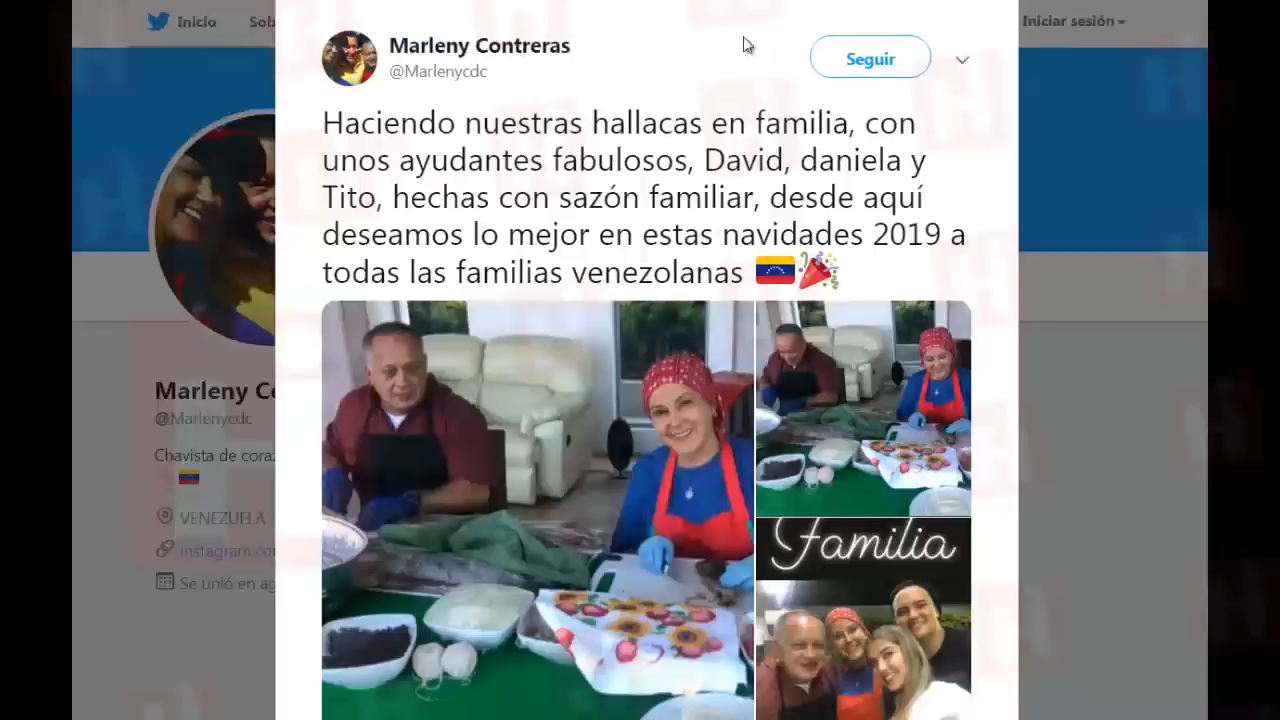 Inicio
Sob
Iniciar sesión
Marleny Contreras
@Marlenycdc
Seguir
Haciendo nuestras hallacas en familia, con
unos ayudantes fabulosos, David, daniela y
Tito, hechas con sazón familiar, desde aquí
deseamos lo mejor en estas navidades 2019 a
todas las familias venezolanas
Familia
Marleny Co
@Marlenycdc
Chavista de coraz
VENEZUELA
instagram.co
Se unió en ag